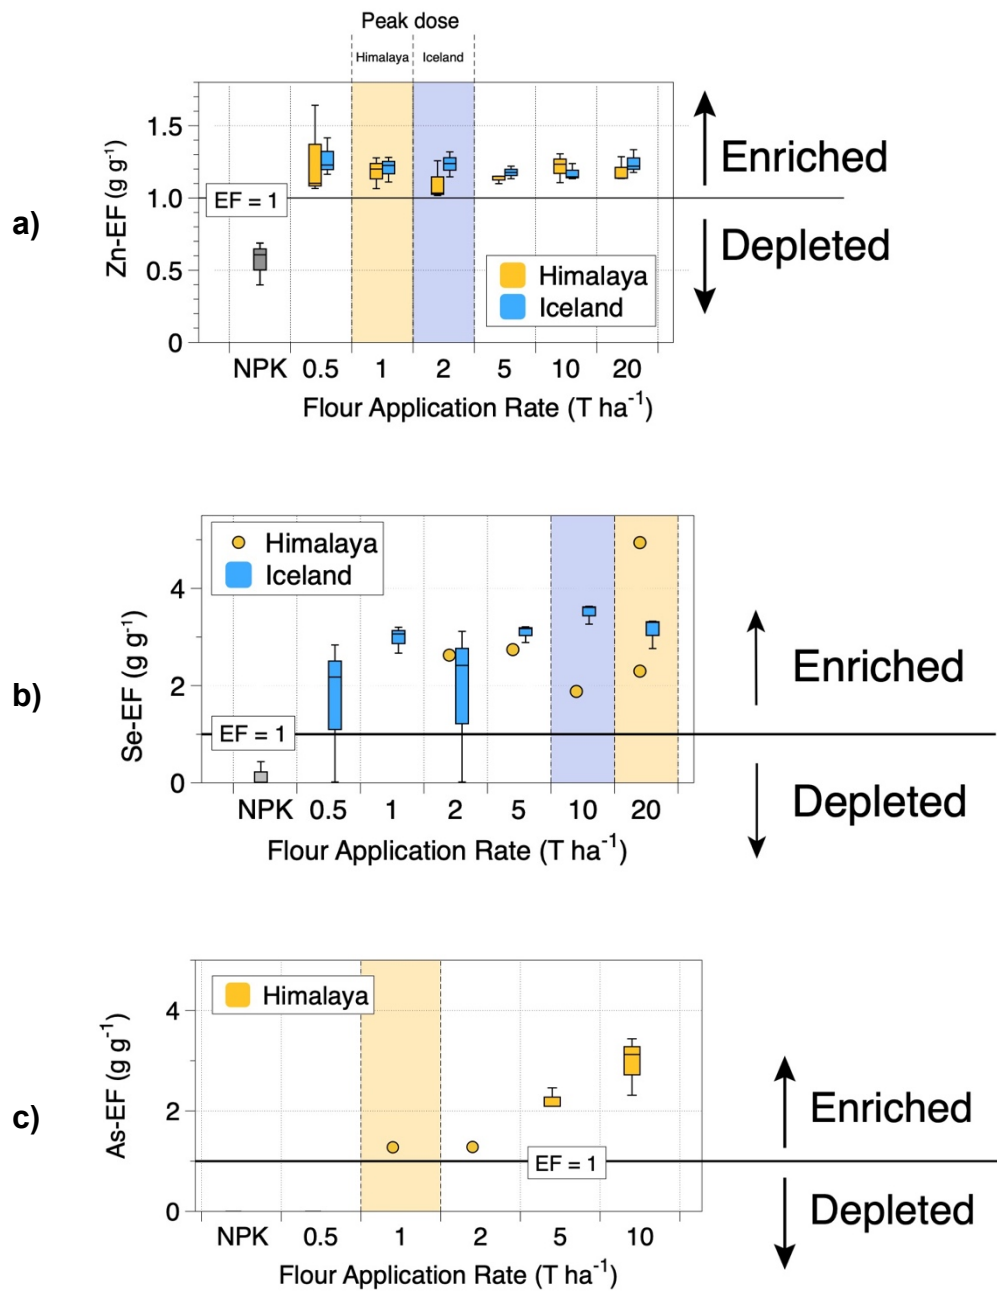 Peak dose
Himalaya Iceland
a)
Zn-EF (g g⁻¹)
1.5
1.0
0.5
0
EF = 1
Enriched
Depleted
Himalaya
Iceland
NPK 0.5 1 2 5 10 20
Flour Application Rate (T ha⁻¹)
b)
Se-EF (g g⁻¹)
4
2
0
Himalaya
Iceland
EF = 1
Enriched
Depleted
NPK 0.5 1 2 5 10 20
Flour Application Rate (T ha⁻¹)
c)
As-EF (g g⁻¹)
4
2
0
Himalaya
EF = 1
Enriched
Depleted
NPK 0.5 1 2 5 10
Flour Application Rate (T ha⁻¹)